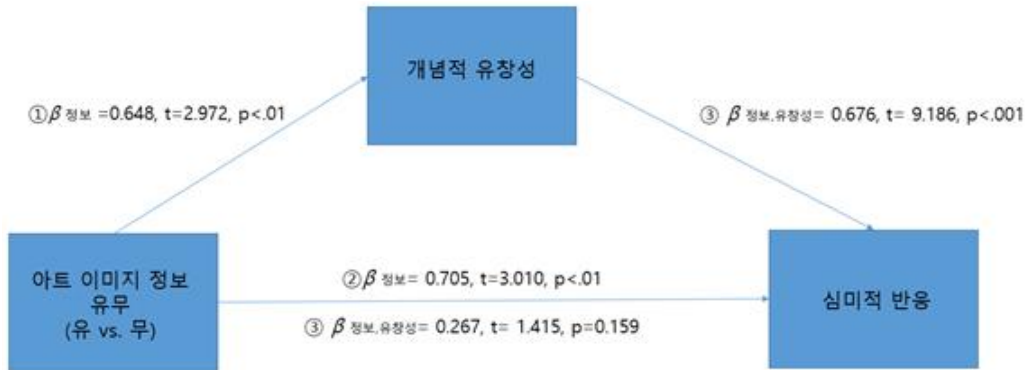 개념적 유창성
①β 정보 =0.648, t=2.972, p<.01
③ β 정보,유창성= 0.676, t= 9.186, p<.001
아트 이미지 정보
유무
(유 vs. 무)
②β 정보= 0.705, t=3.010, p<.01
③ β 정보,유창성= 0.267, t= 1.415, p=0.159
심미적 반응